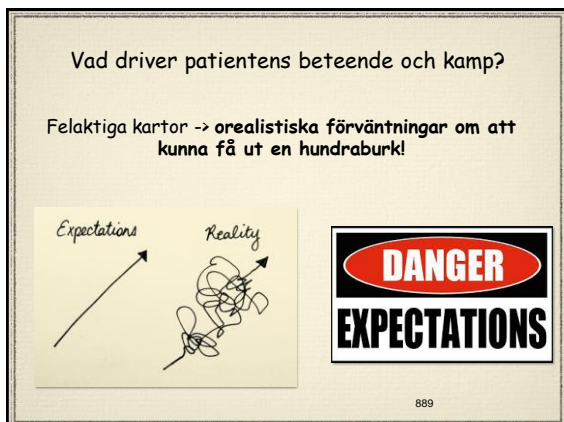 Vad driver patientens beteende och kamp?
Felaktiga kartor -> orealistiska förväntningar om att
kunna få ut en hundraburk!
Expectations
Reality
DANGER
EXPECTATIONS
889